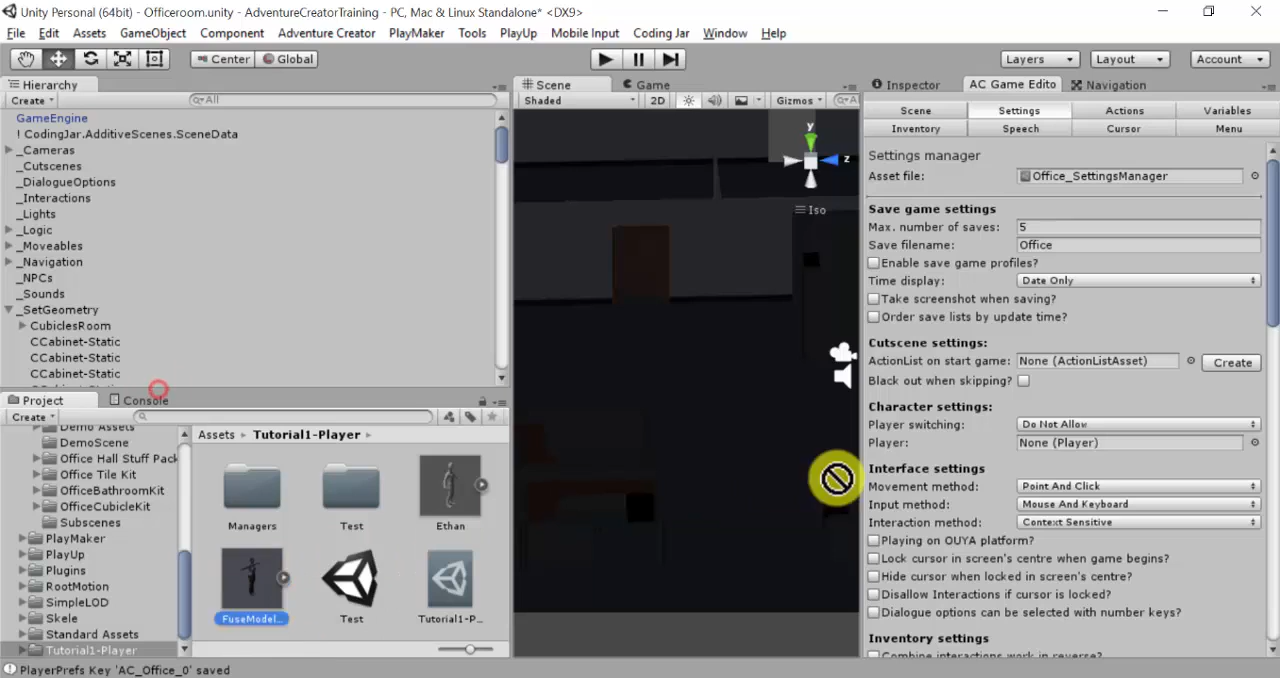 Unity Personal (64bit) - Officeroom.unity - AdventureCreatorTraining - PC, Mac & Linux Standalone* <DX9>
File Edit Assets GameObject Component Adventure Creator PlayMaker Tools PlayUp Mobile Input Coding Jar Window Help
Center Global Layers Layout Account
Hierarchy Scene Game Inspector AC Game Edito Navigation
Create All Shaded 2D Gizmos All
GameEngine
! CodingJar.AdditiveScenes.SceneData
_Cameras
_Cutscenes
_DialogueOptions
_Interactions
_Lights
_Logic
_Moveables
_Navigation
_NPCs
_Sounds
_SetGeometry
CubiclesRoom
CCabinet-Static
CCabinet-Static
CCabinet-Static
y
z
Iso
Scene Settings Actions Variables
Inventory Speech Cursor Menu
Settings manager
Asset file: Office_SettingsManager
Save game settings
Max. number of saves: 5
Save filename: Office
Enable save game profiles?
Time display: Date Only
Take screenshot when saving?
Order save lists by update time?
Cutscene settings:
ActionList on start game: None (ActionListAsset) Create
Black out when skipping?
Character settings:
Player switching: Do Not Allow
Player: None (Player)
Interface settings
Movement method: Point And Click
Input method: Mouse And Keyboard
Interaction method: Context Sensitive
Playing on OUYA platform?
Lock cursor in screen's centre when game begins?
Hide cursor when locked in screen's centre?
Disallow Interactions if cursor is locked?
Dialogue options can be selected with number keys?
Inventory settings
Combine interactions work in reverse?
Project Console
Create
Demo Assets
DemoScene
Office Hall Stuff Pack
Office Tile Kit
OfficeBathroomKit
OfficeCubicleKit
Subscenes
PlayMaker
PlayUp
Plugins
RootMotion
SimpleLOD
Skele
Standard Assets
Tutorial1-Player
Assets Tutorial1-Player
Managers Test Ethan
FuseModel... Test Tutorial1-P...
PlayerPrefs Key 'AC_Office_0' saved